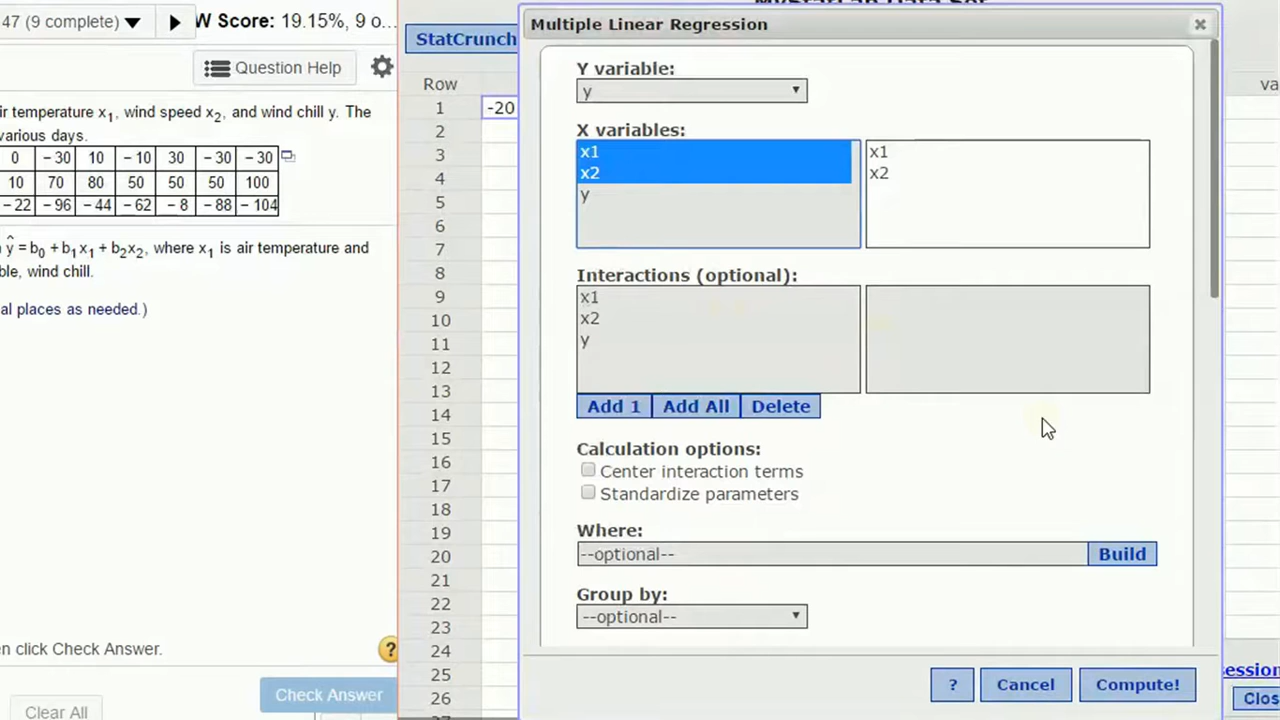 47 (9 complete)
W Score: 19.15%, 9 o...
Question Help
ir temperature x1, wind speed x2, and wind chill y. The
various days.
0 −30 10 −10 30 −30 −30
10 70 80 50 50 50 100
−22 −96 −44 −62 −8 −88 −104
ŷ = b0 + b1x1 + b2x2, where x1 is air temperature and
ble, wind chill.
al places as needed.)
en click Check Answer.
?
Clear All
Check Answer
StatCrunch
Row
1 -20
2
3
4
5
6
7
8
9
10
11
12
13
14
15
16
17
18
19
20
21
22
23
24
25
26
Multiple Linear Regression
Y variable:
y
X variables:
x1
x2
y
x1
x2
Interactions (optional):
x1
x2
y
Add 1 Add All Delete
Calculation options:
Center interaction terms
Standardize parameters
Where:
--optional-- Build
Group by:
--optional--
? Cancel Compute!
va
ession
Clos